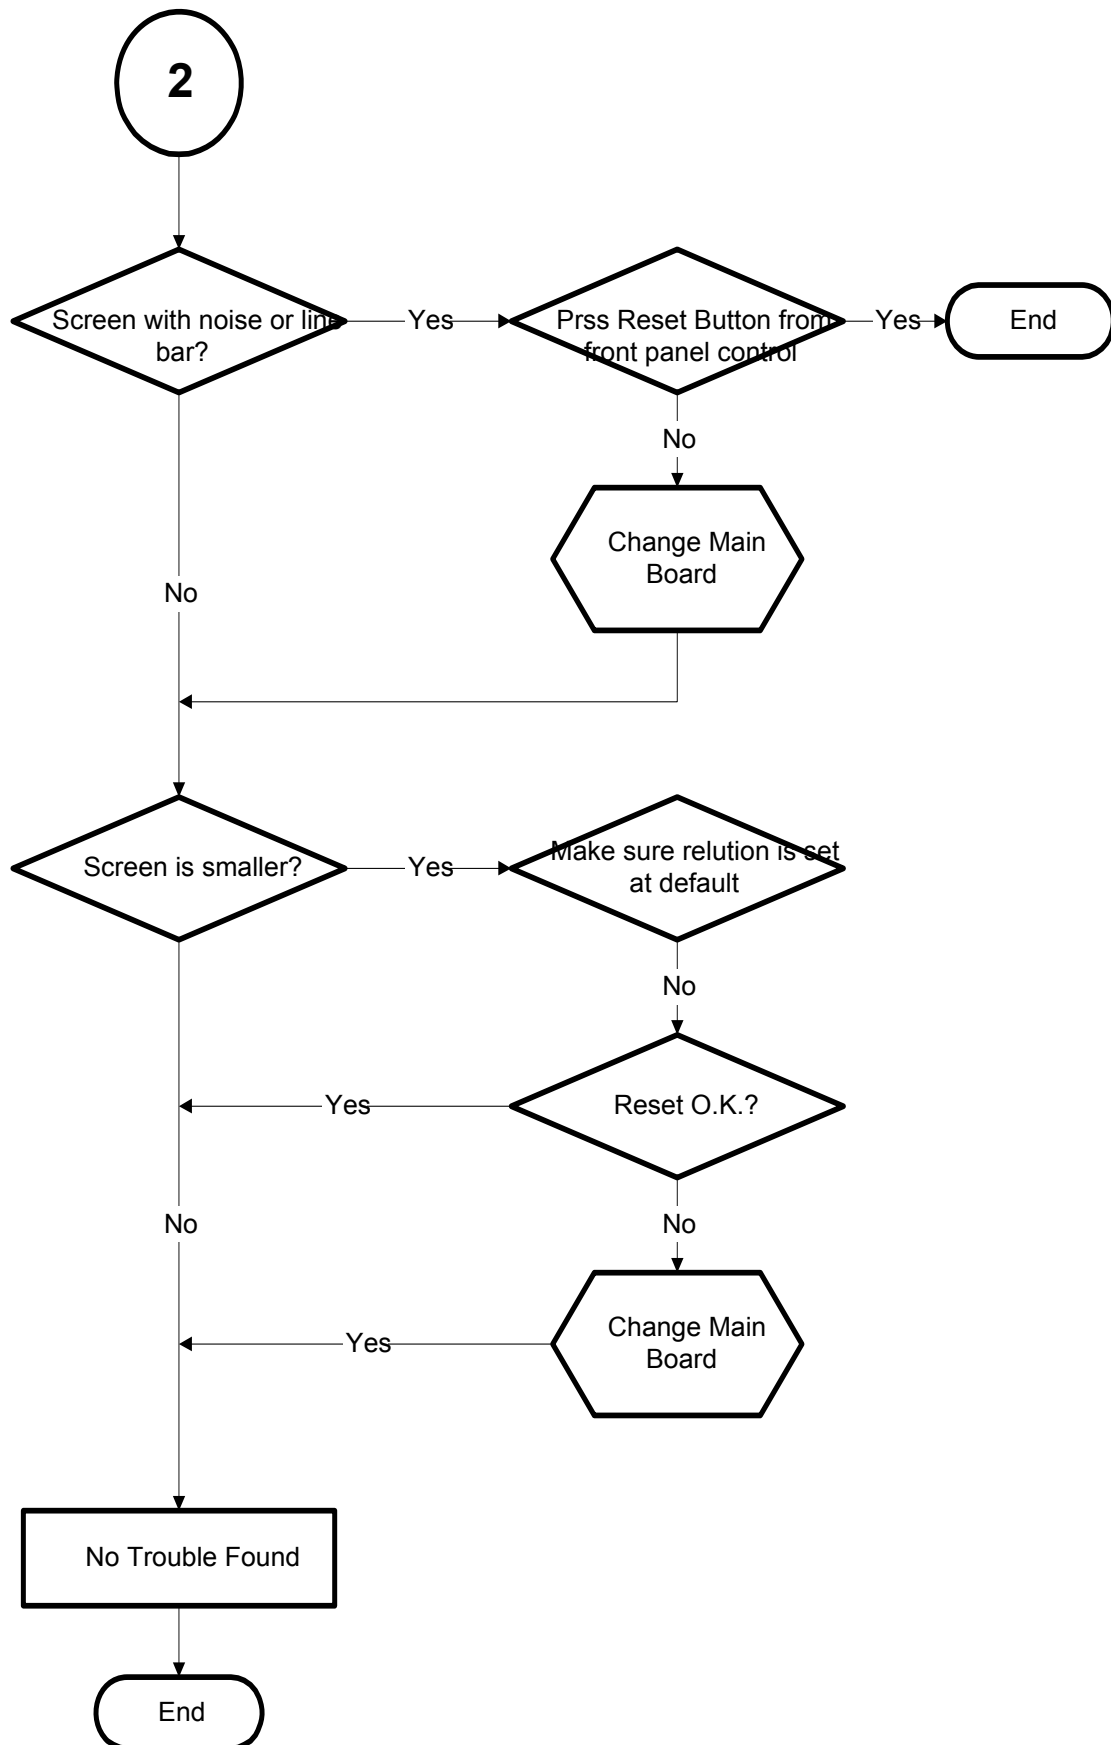 2
Screen with noise or line
bar?
Yes
Prss Reset Button from
front panel control
Yes
End
No
Change Main
Board
No
Screen is smaller?
Yes
Make sure relution is set
at default
No
Reset O.K.?
Yes
No
No
Change Main
Board
Yes
No Trouble Found
End